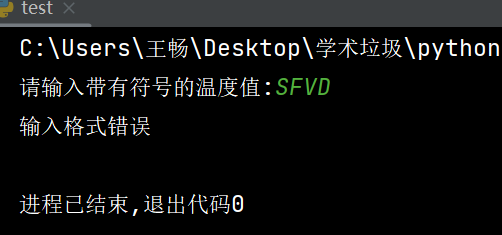 test
C:\Users\王畅\Desktop\学术垃圾\python
请输入带有符号的温度值:SFVD
输入格式错误
进程已结束,退出代码0